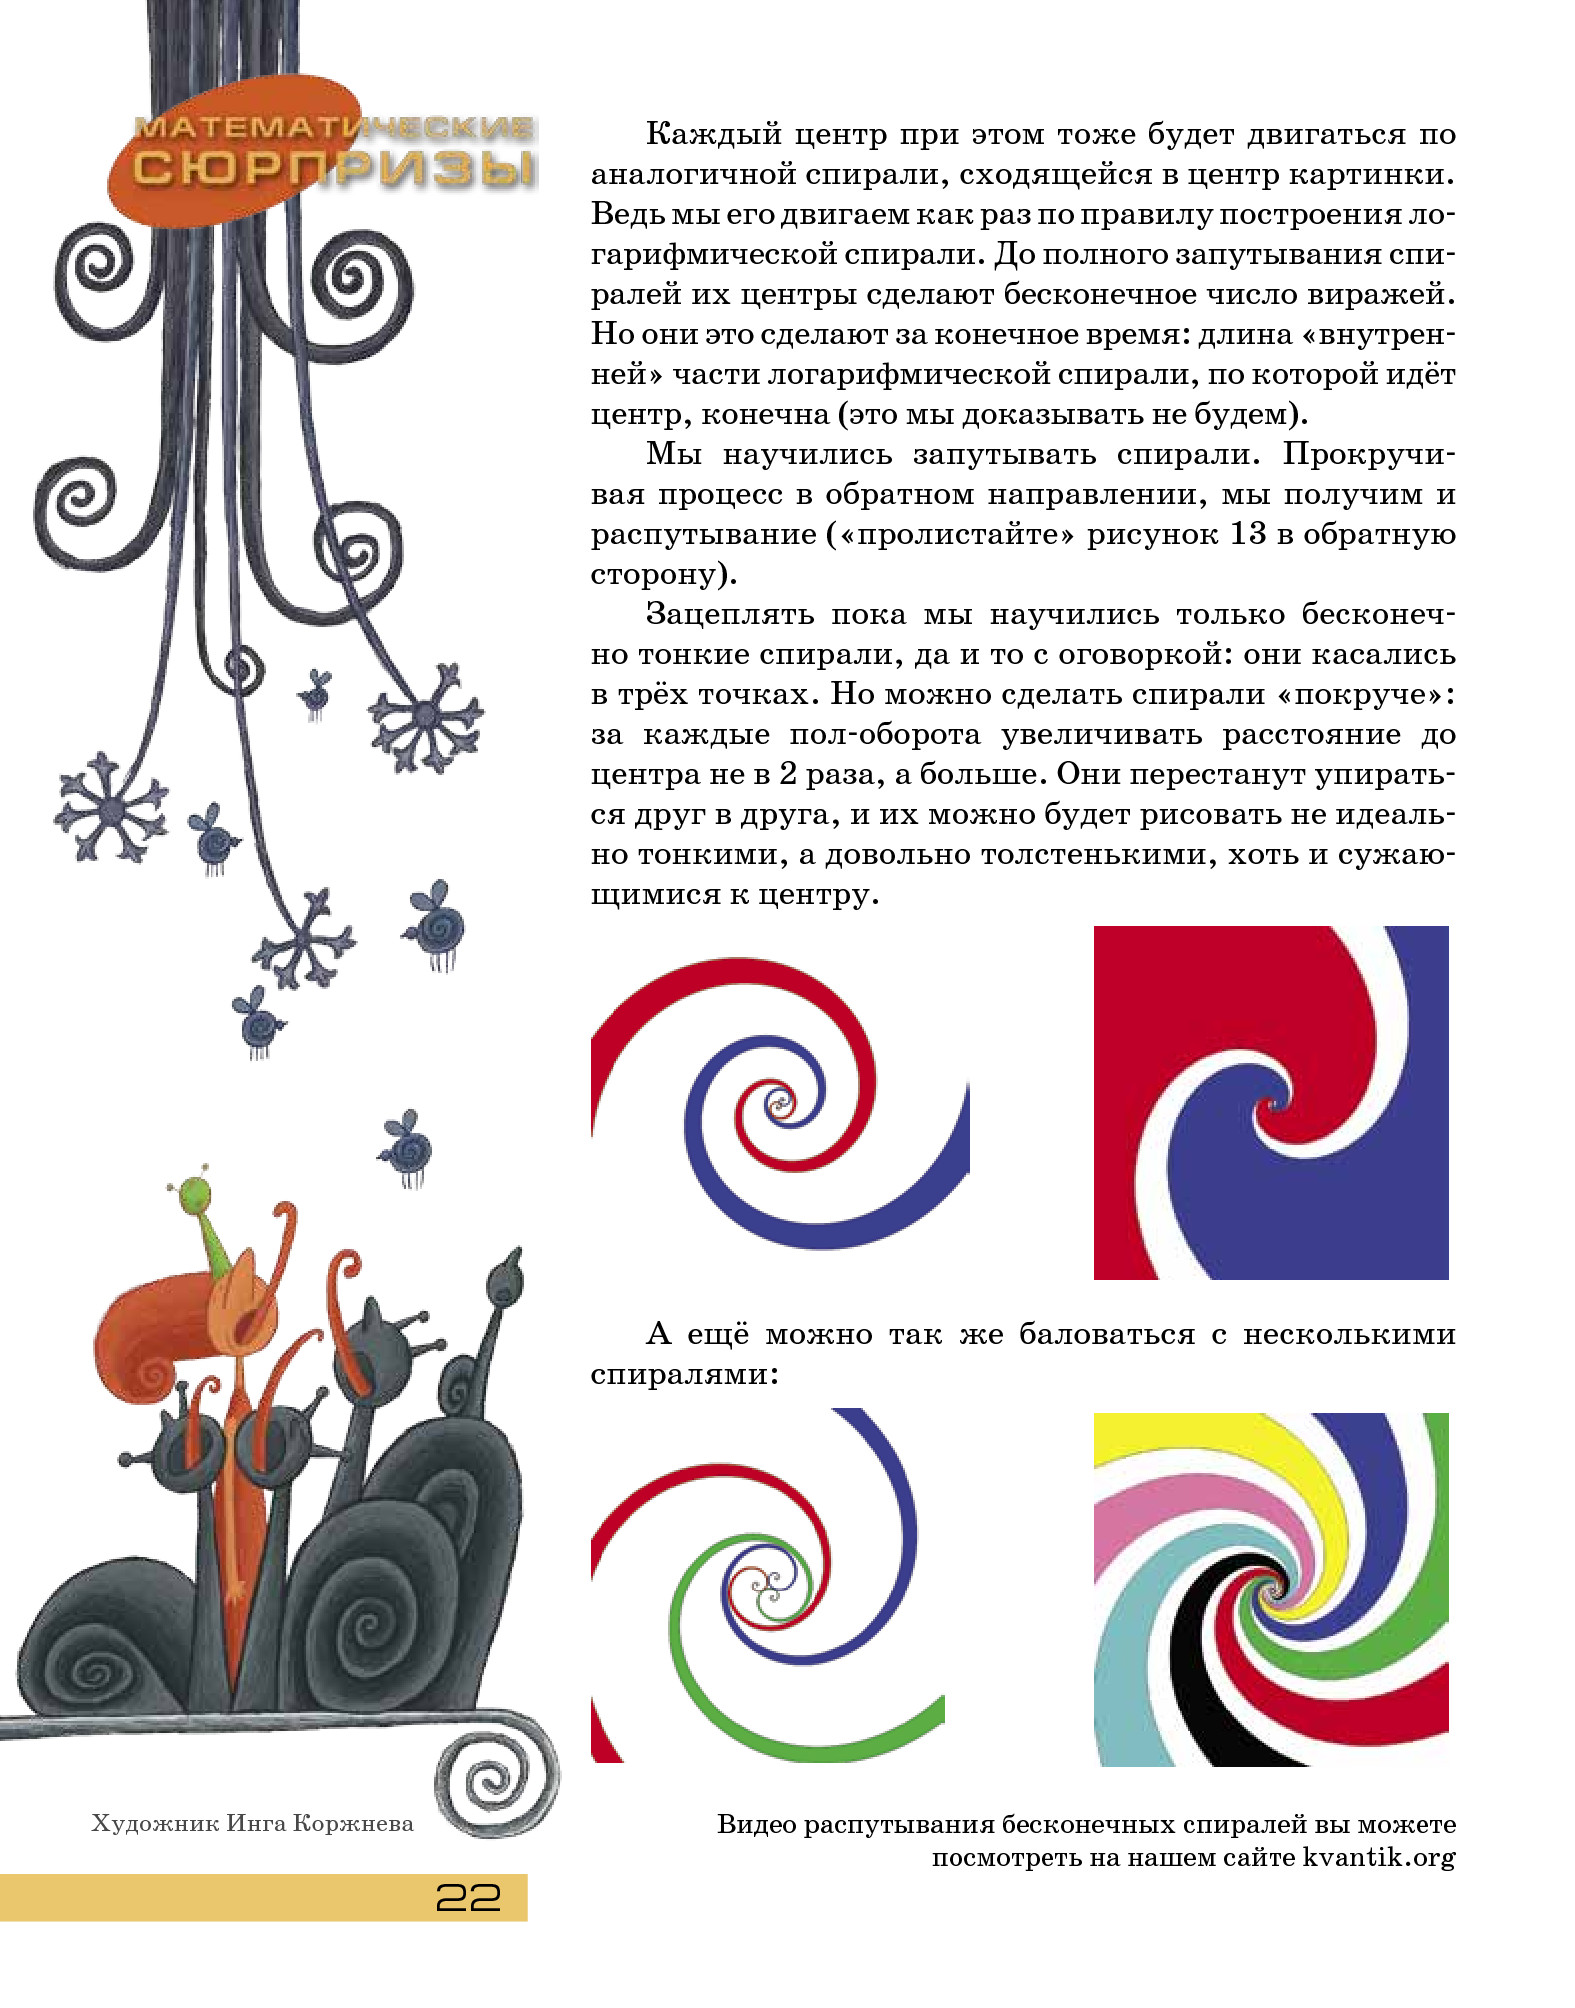 МАТЕМАТИЧЕСКИЕ
СЮРПРИЗЫ
Каждый центр при этом тоже будет двигаться по
аналогичной спирали, сходящейся в центр картинки.
Ведь мы его двигаем как раз по правилу построения ло-
гарифмической спирали. До полного запутывания спи-
ралей их центры сделают бесконечное число виражей.
Но они это сделают за конечное время: длина «внутрен-
ней» части логарифмической спирали, по которой идёт
центр, конечна (это мы доказывать не будем).
Мы научились запутывать спирали. Прокручи-
вая процесс в обратном направлении, мы получим и
распутывание («пролистайте» рисунок 13 в обратную
сторону).
Зацеплять пока мы научились только бесконеч-
но тонкие спирали, да и то с оговоркой: они касались
в трёх точках. Но можно сделать спирали «покруче»:
за каждые пол-оборота увеличивать расстояние до
центра не в 2 раза, а больше. Они перестанут упирать-
ся друг в друга, и их можно будет рисовать не идеаль-
но тонкими, а довольно толстенькими, хоть и сужаю-
щимися к центру.
А ещё можно так же баловаться с несколькими
спиралями:
Художник Инга Коржнева
Видео распутывания бесконечных спиралей вы можете
посмотреть на нашем сайте kvantik.org
22